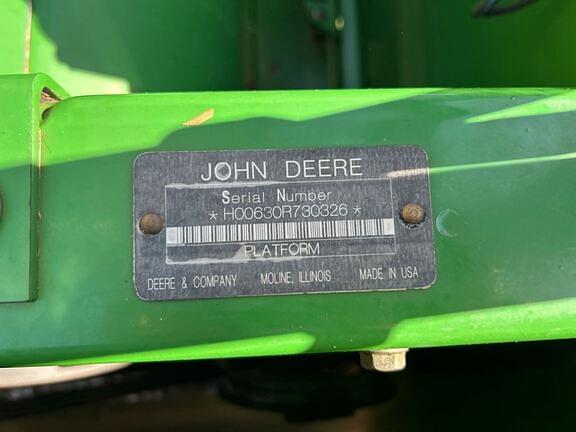 JOHN DEERE
Serial Number
*H00630R730326*
PLATFORM
DEERE & COMPANY MOLINE, ILLINOIS MADE IN USA